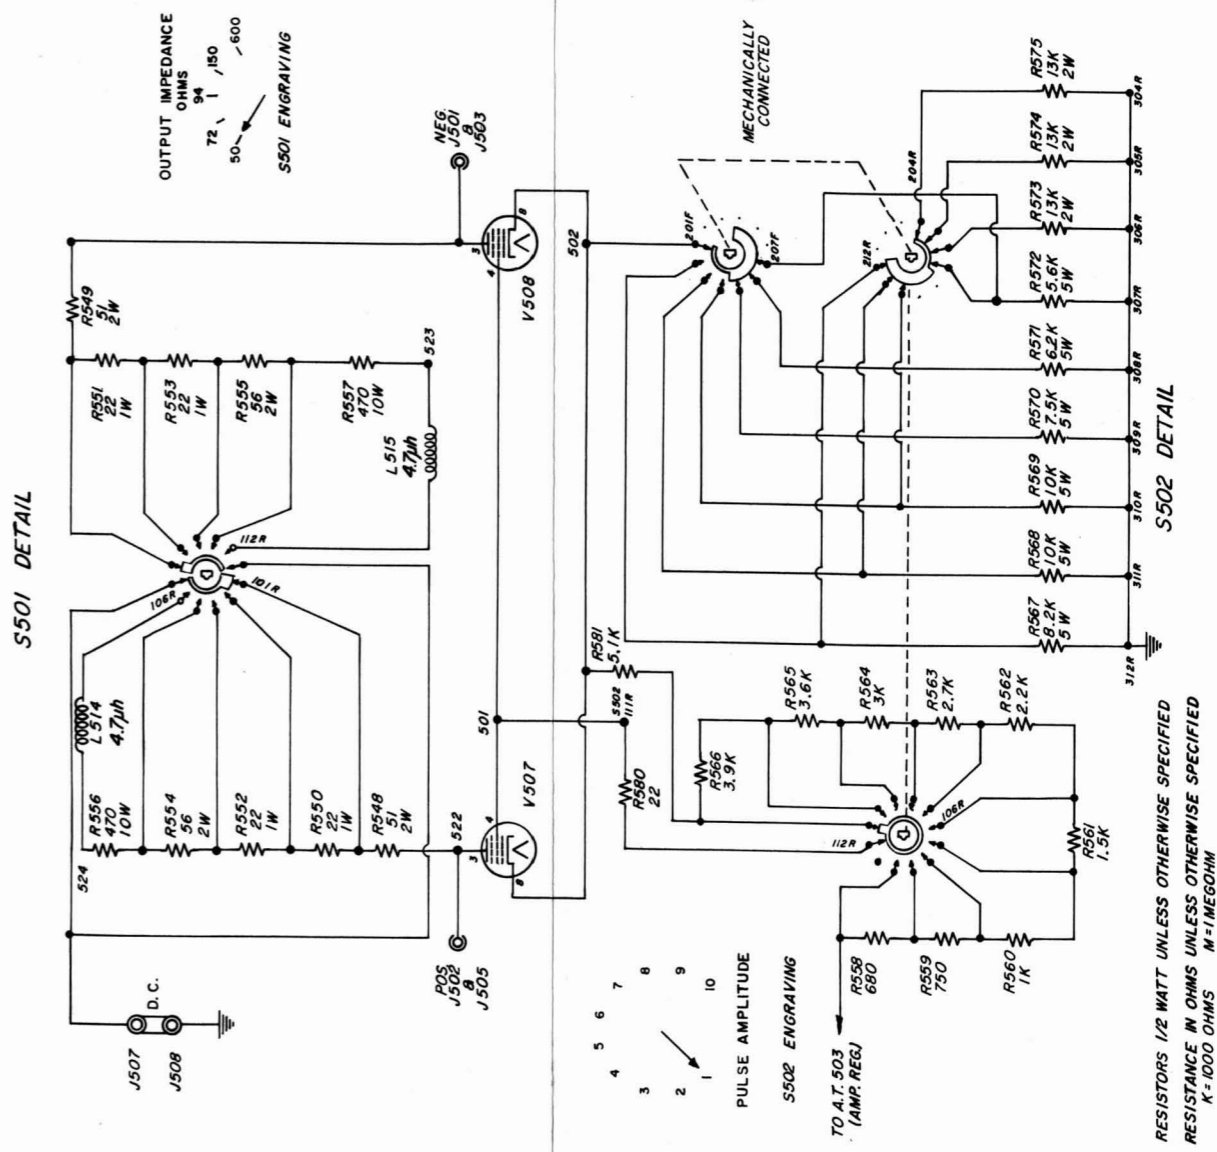 S501 DETAIL
OUTPUT IMPEDANCE
OHMS
50
72
94
150
600
S501 ENGRAVING
J507
J508
D.C.
524
L514
4.7µh
R556
470
10W
R554
56
2W
R552
22
1W
R550
22
1W
R548
51
2W
522
POS.
J502
&
J505
106R
101R
112R
R549
51
2W
R551
22
1W
R553
22
1W
R555
56
2W
R557
470
10W
523
L515
4.7µh
NEG.
J501
&
J503
3
4
8
V507
501
3
4
8
V508
502
MECHANICALLY
CONNECTED
201F
207F
212R
204R
R581
5.1K
S502
111R
R580
22
R566
3.9K
R565
3.6K
R564
3K
R563
2.7K
R562
2.2K
R561
1.5K
112R
106R
R558
680
R559
750
R560
1K
TO A.T. 503
(AMP. REG.)
1
2
3
4
5
6
7
8
9
10
PULSE AMPLITUDE
S502 ENGRAVING
R567
8.2K
5W
R568
10K
5W
R569
10K
5W
R570
7.5K
5W
R571
6.2K
5W
R572
5.6K
5W
R573
13K
2W
R574
13K
2W
R575
13K
2W
312R
311R
310R
309R
308R
307R
306R
305R
304R
S502 DETAIL
RESISTORS 1/2 WATT UNLESS OTHERWISE SPECIFIED
RESISTANCE IN OHMS UNLESS OTHERWISE SPECIFIED
K=1000 OHMS M=1 MEGOHM